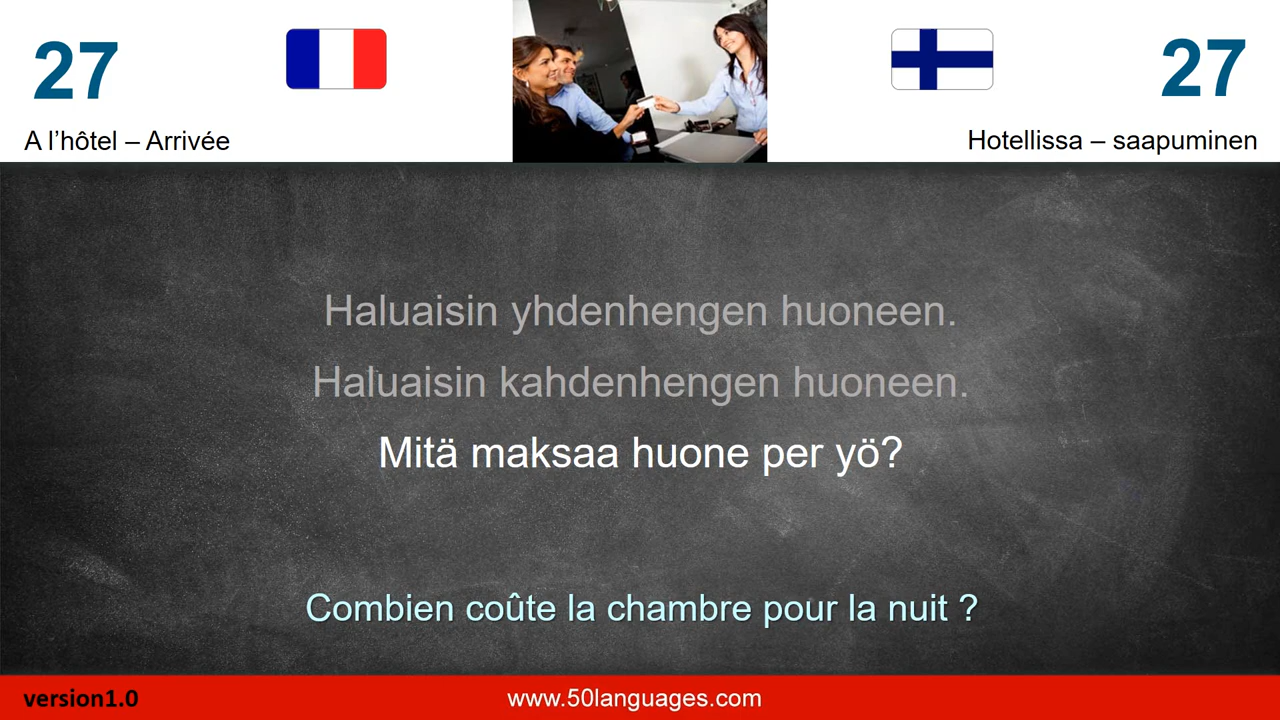 27
27
A l’hôtel – Arrivée
Hotellissa – saapuminen
Haluaisin yhdenhengen huoneen.
Haluaisin kahdenhengen huoneen.
Mitä maksaa huone per yö?
Combien coûte la chambre pour la nuit ?
version1.0
www.50languages.com